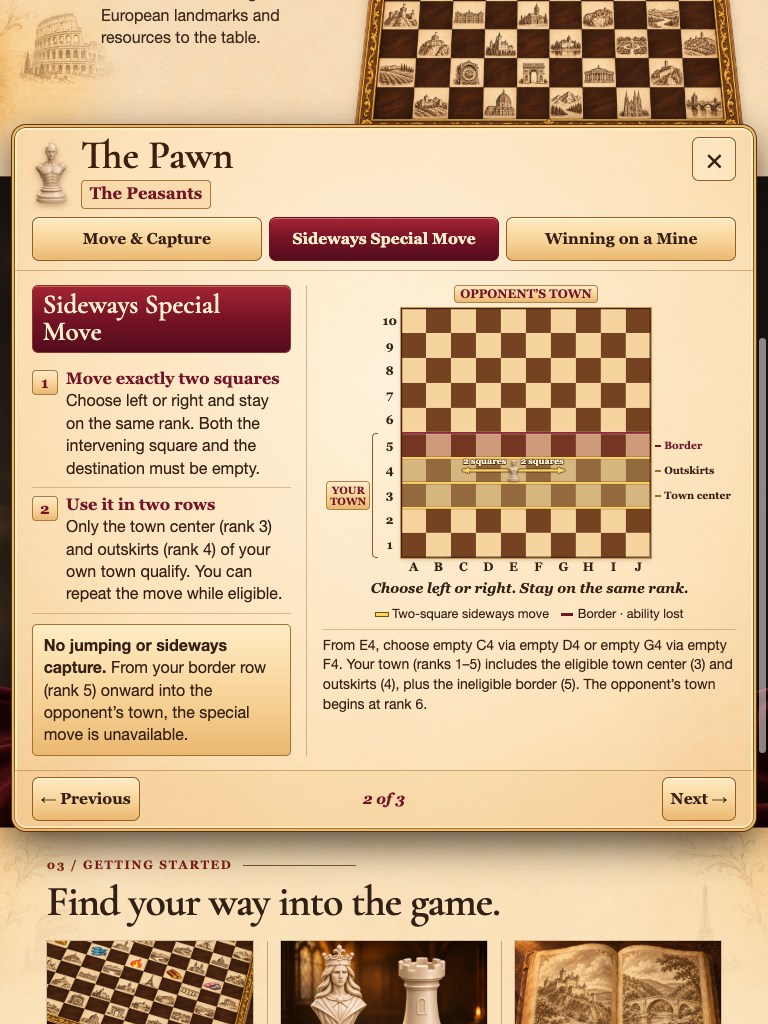 European landmarks and
resources to the table.
The Pawn
The Peasants
×
Move & Capture
Sideways Special Move
Winning on a Mine
Sideways Special
Move
1
Move exactly two squares
Choose left or right and stay
on the same rank. Both the
intervening square and the
destination must be empty.
2
Use it in two rows
Only the town center (rank 3)
and outskirts (rank 4) of your
own town qualify. You can
repeat the move while eligible.
No jumping or sideways
capture. From your border row
(rank 5) onward into the
opponent’s town, the special
move is unavailable.
OPPONENT’S TOWN
10
9
8
7
6
5
4
3
2
1
YOUR
TOWN
2 squares 2 squares
Border
Outskirts
Town center
A B C D E F G H I J
Choose left or right. Stay on the same rank.
Two-square sideways move Border · ability lost
From E4, choose empty C4 via empty D4 or empty G4 via empty
F4. Your town (ranks 1–5) includes the eligible town center (3) and
outskirts (4), plus the ineligible border (5). The opponent’s town
begins at rank 6.
← Previous
2 of 3
Next →
03 / GETTING STARTED
Find your way into the game.